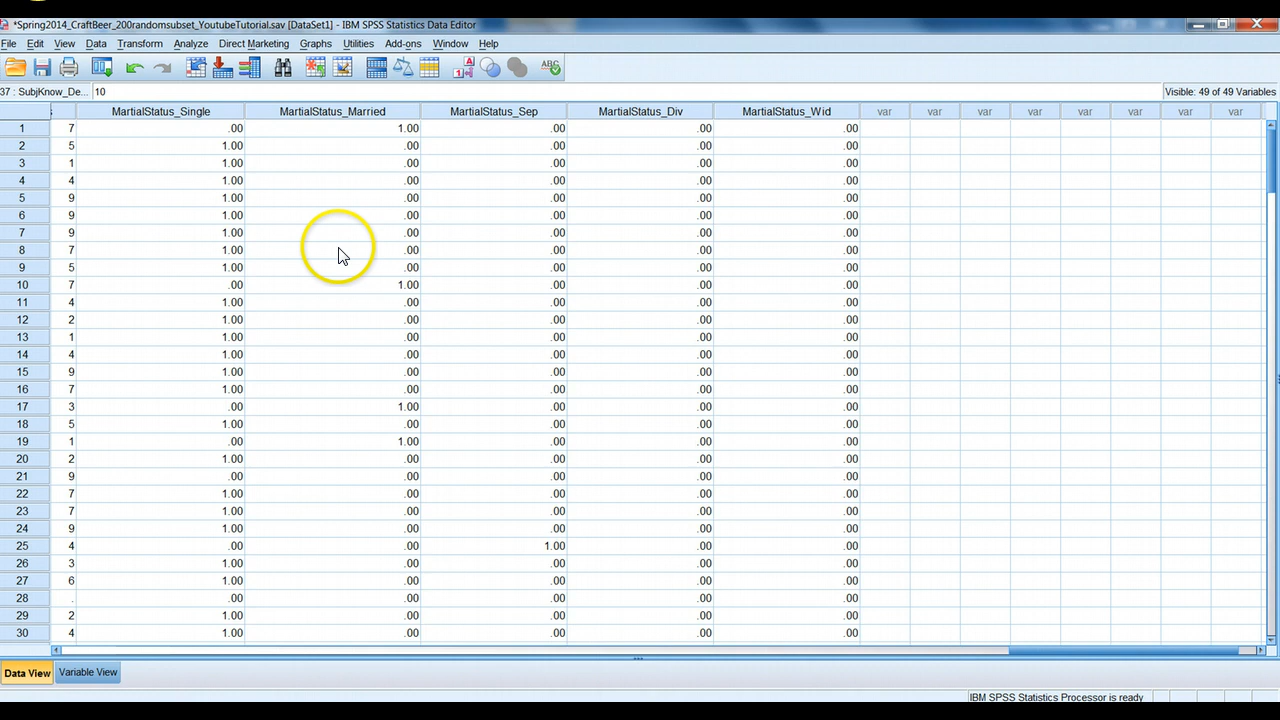 *Spring2014_CraftBeer_200randomsubset_YoutubeTutorial.sav [DataSet1] - IBM SPSS Statistics Data Editor
File Edit View Data Transform Analyze Direct Marketing Graphs Utilities Add-ons Window Help
37 : SubjKnow_De... 10 Visible: 49 of 49 Variables
MartialStatus_Single MartialStatus_Married MartialStatus_Sep MartialStatus_Div MartialStatus_Wid var var var var var var var var
1 7 .00 1.00 .00 .00 .00
2 5 1.00 .00 .00 .00 .00
3 1 1.00 .00 .00 .00 .00
4 4 1.00 .00 .00 .00 .00
5 9 1.00 .00 .00 .00 .00
6 9 1.00 .00 .00 .00 .00
7 9 1.00 .00 .00 .00 .00
8 7 1.00 .00 .00 .00 .00
9 5 1.00 .00 .00 .00 .00
10 7 .00 1.00 .00 .00 .00
11 4 1.00 .00 .00 .00 .00
12 2 1.00 .00 .00 .00 .00
13 1 1.00 .00 .00 .00 .00
14 4 1.00 .00 .00 .00 .00
15 9 1.00 .00 .00 .00 .00
16 7 1.00 .00 .00 .00 .00
17 3 .00 1.00 .00 .00 .00
18 5 1.00 .00 .00 .00 .00
19 1 .00 1.00 .00 .00 .00
20 2 1.00 .00 .00 .00 .00
21 9 .00 .00 .00 .00 .00
22 7 1.00 .00 .00 .00 .00
23 7 1.00 .00 .00 .00 .00
24 9 1.00 .00 .00 .00 .00
25 4 .00 .00 1.00 .00 .00
26 3 1.00 .00 .00 .00 .00
27 6 1.00 .00 .00 .00 .00
28 . .00 .00 .00 .00 .00
29 2 1.00 .00 .00 .00 .00
30 4 1.00 .00 .00 .00 .00
Data View Variable View
IBM SPSS Statistics Processor is ready